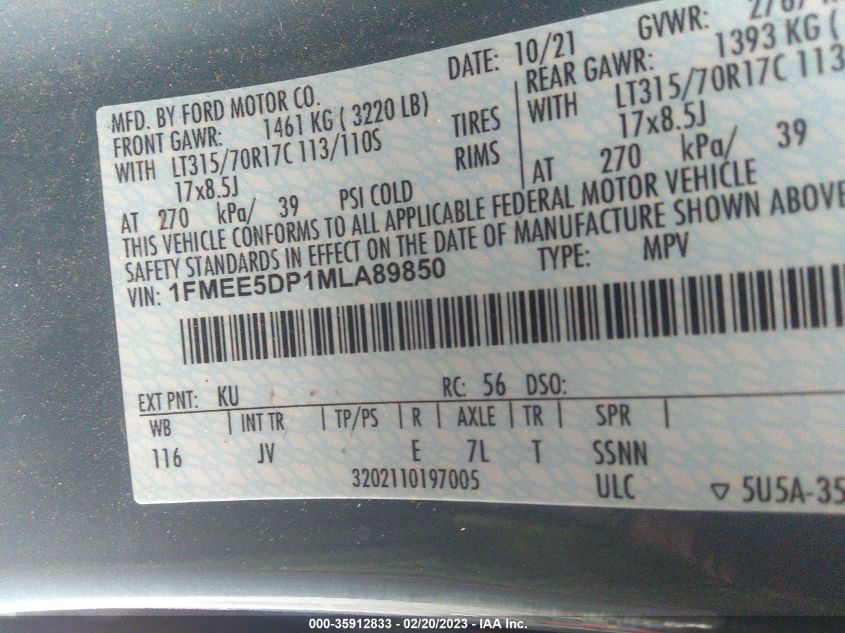 MFD. BY FORD MOTOR CO. DATE: 10/21 GVWR:
FRONT GAWR: 1461 KG ( 3220 LB) REAR GAWR: 1393 KG (
WITH LT315/70R17C 113/110S TIRES WITH LT315/70R17C 113
17x8.5J RIMS 17x8.5J
AT 270 kPa/ 39 PSI COLD AT 270 kPa/ 39
THIS VEHICLE CONFORMS TO ALL APPLICABLE FEDERAL MOTOR VEHICLE
SAFETY STANDARDS IN EFFECT ON THE DATE OF MANUFACTURE SHOWN ABOVE
VIN: 1FMEE5DP1MLA89850 TYPE: MPV
EXT PNT: KU RC: 56 DSO:
WB | INT TR | TP/PS | R | AXLE | TR | SPR |
116 JV E 7L T SSNN
3202110197005 ULC ▽ 5U5A-35
000-35912833 - 02/20/2023 - IAA Inc.